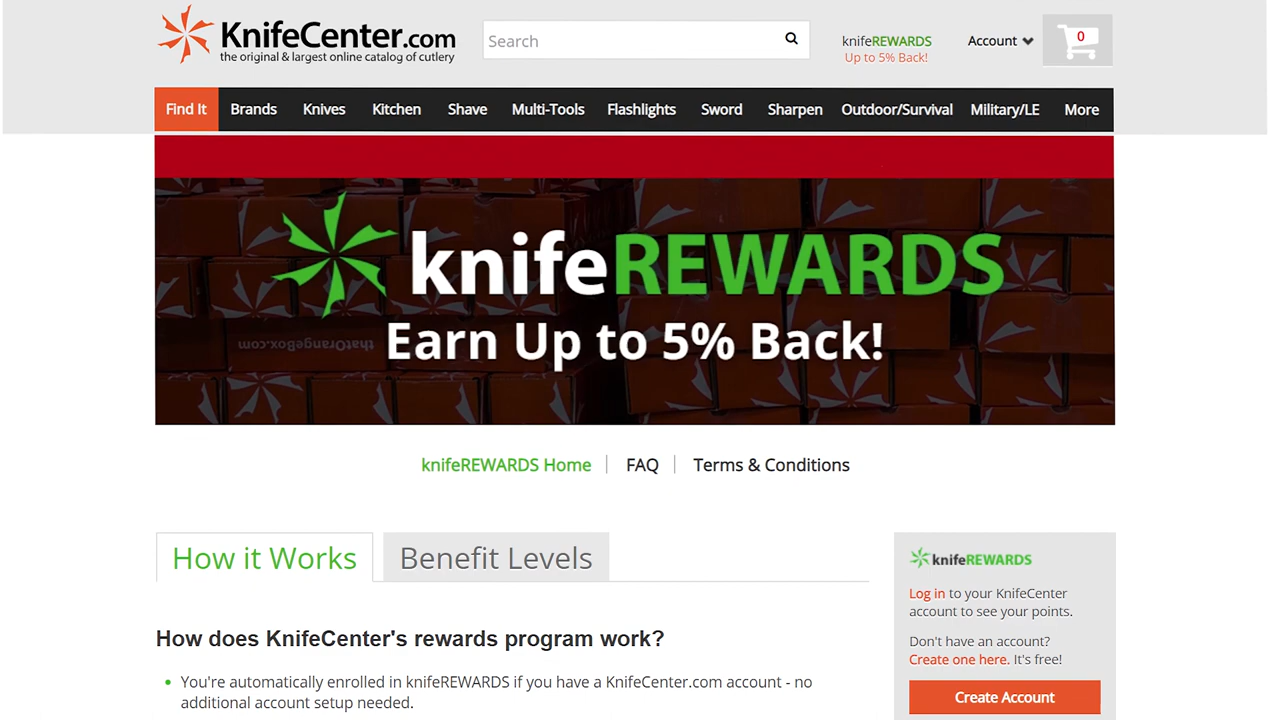 KnifeCenter.com
the original & largest online catalog of cutlery
Search
knifeREWARDS
Up to 5% Back!
Account
0
Find It Brands Knives Kitchen Shave Multi-Tools Flashlights Sword Sharpen Outdoor/Survival Military/LE More
knifeREWARDS
Earn Up to 5% Back!
thatOrangeBox.com
knifeREWARDS Home FAQ Terms & Conditions
How it Works Benefit Levels
How does KnifeCenter's rewards program work?
You're automatically enrolled in knifeREWARDS if you have a KnifeCenter.com account - no
additional account setup needed.
knifeREWARDS
Log in to your KnifeCenter
account to see your points.
Don't have an account?
Create one here. It's free!
Create Account